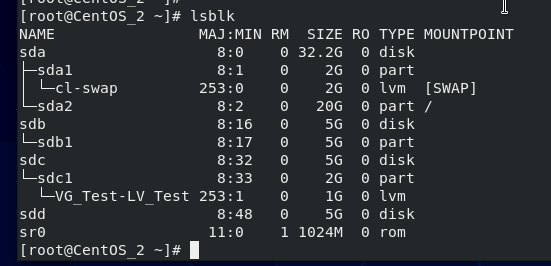 [root@CentOS_2 ~]# lsblk
NAME                MAJ:MIN RM  SIZE RO TYPE MOUNTPOINT
sda                   8:0    0 32.2G  0 disk
├─sda1                8:1    0    2G  0 part
│ └─cl-swap         253:0    0    2G  0 lvm  [SWAP]
└─sda2                8:2    0   20G  0 part /
sdb                   8:16   0    5G  0 disk
└─sdb1                8:17   0    5G  0 part
sdc                   8:32   0    5G  0 disk
└─sdc1                8:33   0    2G  0 part
  └─VG_Test-LV_Test 253:1    0    1G  0 lvm
sdd                   8:48   0    5G  0 disk
sr0                  11:0    1 1024M  0 rom
[root@CentOS_2 ~]#